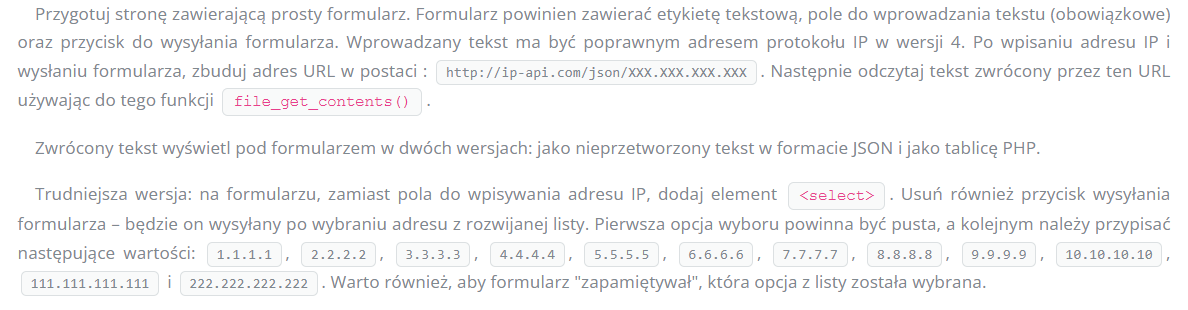 Przygotuj stronę zawierającą prosty formularz. Formularz powinien zawierać etykietę tekstową, pole do wprowadzania tekstu (obowiązkowe)
oraz przycisk do wysyłania formularza. Wprowadzany tekst ma być poprawnym adresem protokołu IP w wersji 4. Po wpisaniu adresu IP i
wysłaniu formularza, zbuduj adres URL w postaci : http://ip-api.com/json/XXX.XXX.XXX.XXX . Następnie odczytaj tekst zwrócony przez ten URL
używając do tego funkcji file_get_contents() .
Zwrócony tekst wyświetl pod formularzem w dwóch wersjach: jako nieprzetworzony tekst w formacie JSON i jako tablicę PHP.
Trudniejsza wersja: na formularzu, zamiast pola do wpisywania adresu IP, dodaj element <select> . Usuń również przycisk wysyłania
formularza – będzie on wysyłany po wybraniu adresu z rozwijanej listy. Pierwsza opcja wyboru powinna być pusta, a kolejnym należy przypisać
następujące wartości: 1.1.1.1 , 2.2.2.2 , 3.3.3.3 , 4.4.4.4 , 5.5.5.5 , 6.6.6.6 , 7.7.7.7 , 8.8.8.8 , 9.9.9.9 , 10.10.10.10 ,
111.111.111.111 i 222.222.222.222 . Warto również, aby formularz "zapamiętywał", która opcja z listy została wybrana.